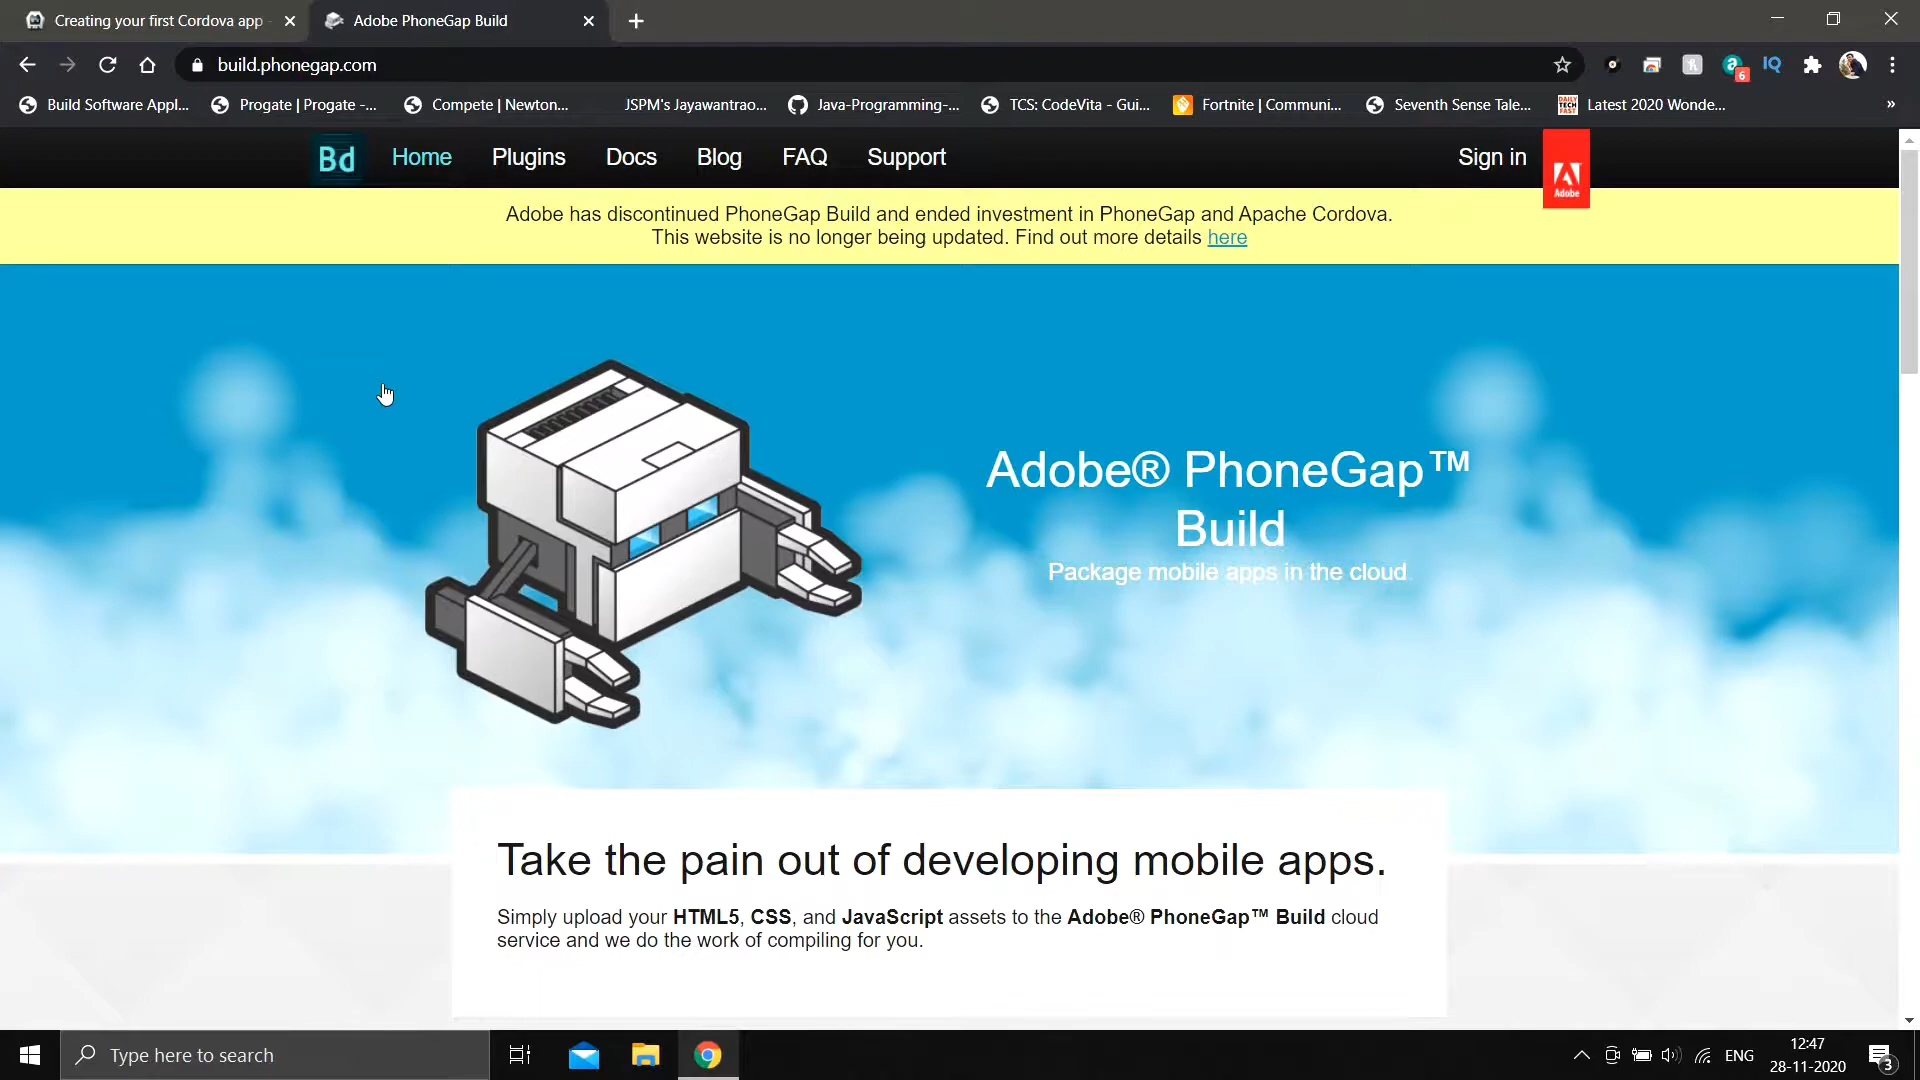 Creating your first Cordova app -
Adobe PhoneGap Build
build.phonegap.com
6
IQ
Build Software Appl...
Progate | Progate -...
Compete | Newton...
JSPM's Jayawantrao...
Java-Programming-...
TCS: CodeVita - Gui...
Fortnite | Communi...
Seventh Sense Tale...
DAILY TECH FAST
Latest 2020 Wonde...
»
Bd
Home
Plugins
Docs
Blog
FAQ
Support
Sign in
Adobe
Adobe has discontinued PhoneGap Build and ended investment in PhoneGap and Apache Cordova.
This website is no longer being updated. Find out more details here
Adobe® PhoneGap™
Build
Package mobile apps in the cloud
Take the pain out of developing mobile apps.
Simply upload your HTML5, CSS, and JavaScript assets to the Adobe® PhoneGap™ Build cloud
service and we do the work of compiling for you.
Type here to search
ENG
12:47
28-11-2020
3